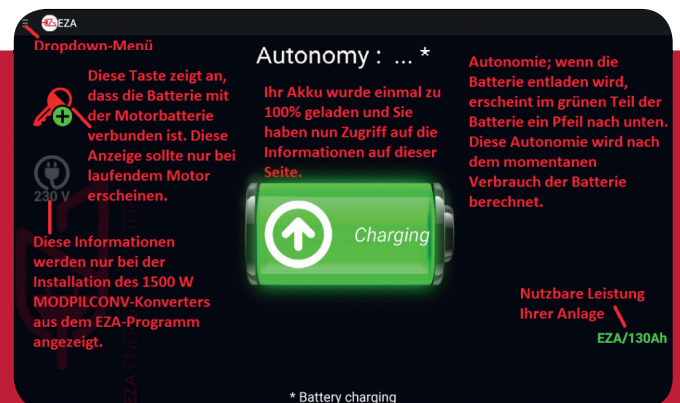 EZA
Dropdown-Menü
Autonomy : ... *
Diese Taste zeigt an,
dass die Batterie mit
der Motorbatterie
verbunden ist. Diese
Anzeige sollte nur bei
laufendem Motor
erscheinen.
Ihr Akku wurde einmal zu
100% geladen und Sie
haben nun Zugriff auf die
Informationen auf dieser
Seite.
Autonomie; wenn die
Batterie entladen wird,
erscheint im grünen Teil der
Batterie ein Pfeil nach unten.
Diese Autonomie wird nach
dem momentanen
Verbrauch der Batterie
berechnet.
230 V
Charging
Diese Informationen
werden nur bei der
Installation des 1500 W
MODPILCONV-Konverters
aus dem EZA-Programm
angezeigt.
Nutzbare Leistung
Ihrer Anlage
EZA/130Ah
* Battery charging